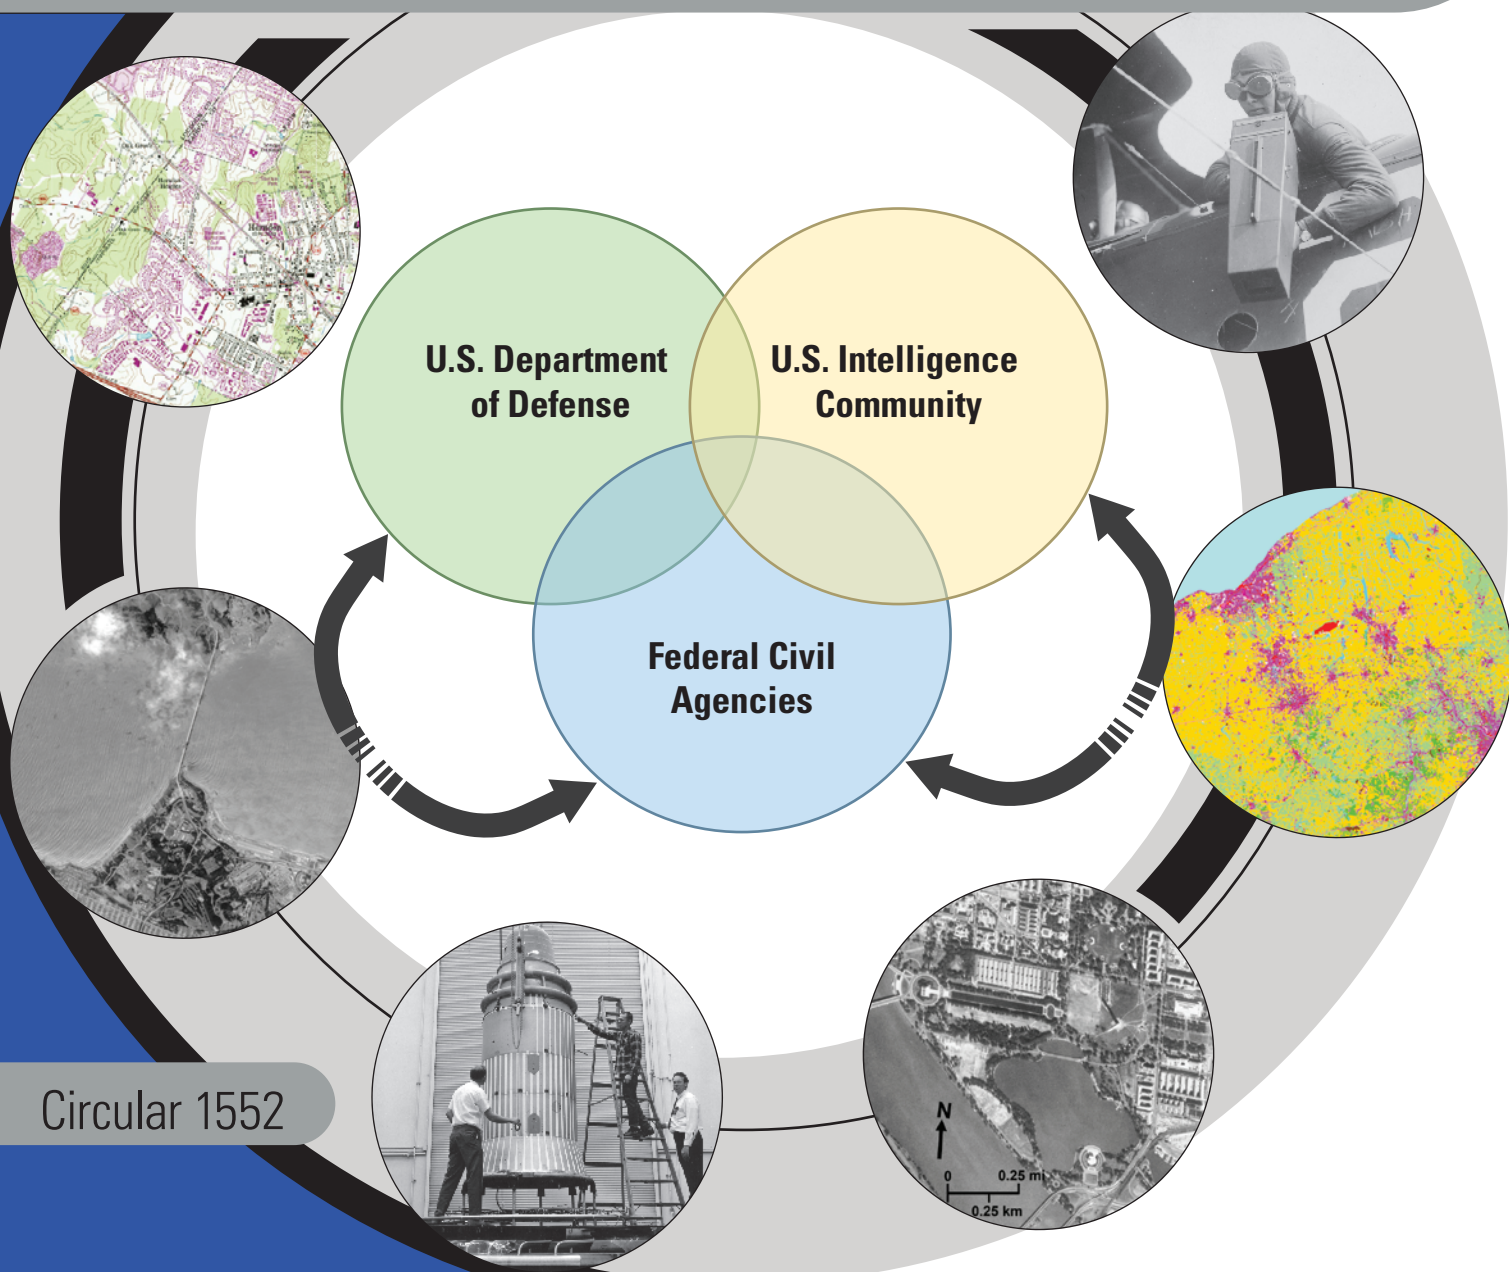 U.S. Department
of Defense
U.S. Intelligence
Community
Federal Civil
Agencies
Circular 1552
N
0 0.25 mi
0.25 km